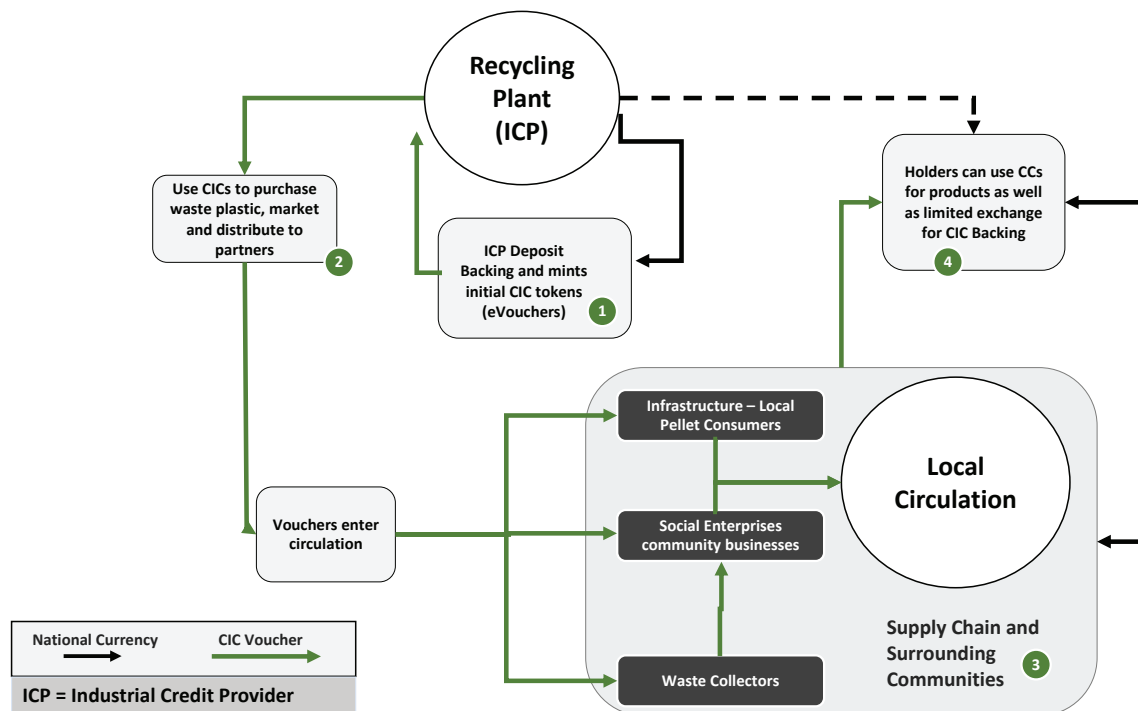 Recycling
Plant
(ICP)
Use CICs to purchase
waste plastic, market
and distribute to
partners
2
ICP Deposit
Backing and mints
initial CIC tokens
(eVouchers)
1
Holders can use CCs
for products as well
as limited exchange
for CIC Backing
4
Vouchers enter
circulation
Infrastructure – Local
Pellet Consumers
Social Enterprises
community businesses
Waste Collectors
Local
Circulation
Supply Chain and
Surrounding
Communities
3
National Currency
CIC Voucher
ICP = Industrial Credit Provider